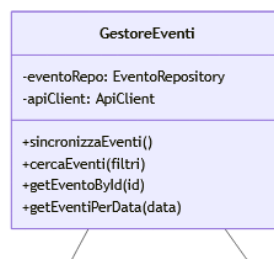 GestoreEventi
-eventoRepo: EventoRepository
-apiClient: ApiClient
+sincronizzaEventi()
+cercaEventi(filtri)
+getEventoById(id)
+getEventiPerData(data)